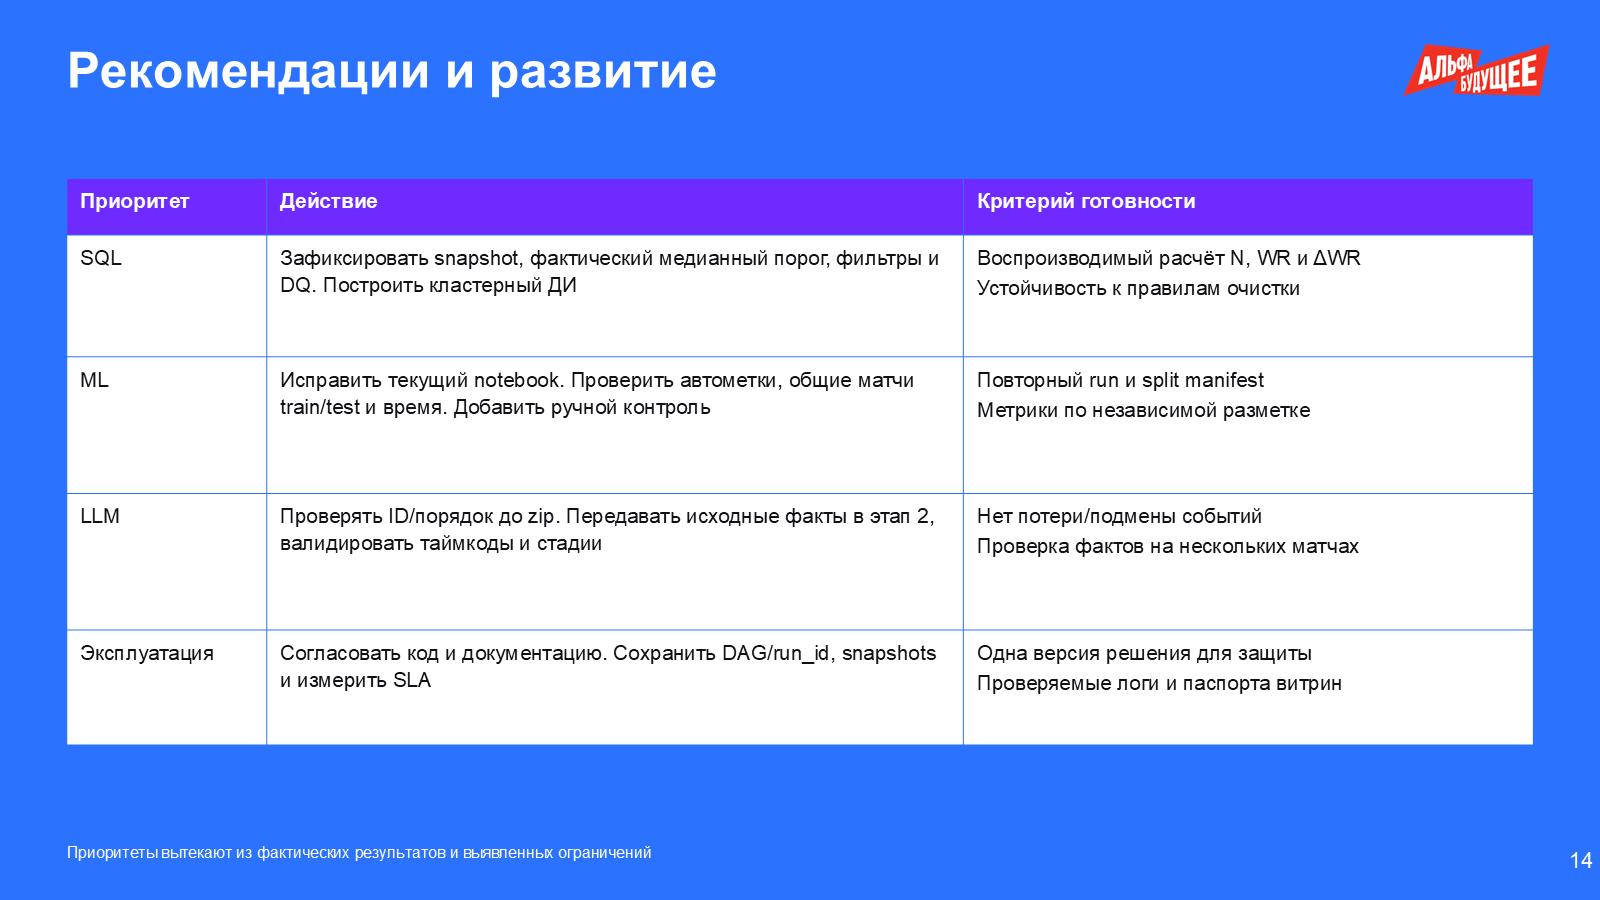 Рекомендации и развитие
АЛЬФА
БУДУЩЕЕ
Приоритет
Действие
Критерий готовности
SQL
Зафиксировать snapshot, фактический медианный порог, фильтры и
DQ. Построить кластерный ДИ
Воспроизводимый расчёт N, WR и ΔWR
Устойчивость к правилам очистки
ML
Исправить текущий notebook. Проверить автометки, общие матчи
train/test и время. Добавить ручной контроль
Повторный run и split manifest
Метрики по независимой разметке
LLM
Проверять ID/порядок до zip. Передавать исходные факты в этап 2,
валидировать таймкоды и стадии
Нет потери/подмены событий
Проверка фактов на нескольких матчах
Эксплуатация
Согласовать код и документацию. Сохранить DAG/run_id, snapshots
и измерить SLA
Одна версия решения для защиты
Проверяемые логи и паспорта витрин
Приоритеты вытекают из фактических результатов и выявленных ограничений
14